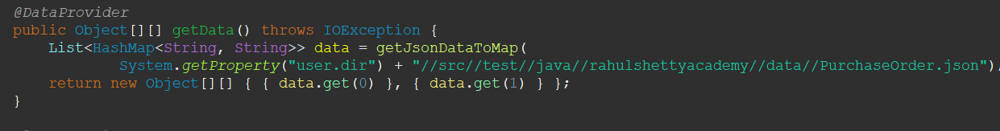 @DataProvider
public Object[][] getData() throws IOException {
List<HashMap<String, String>> data = getJsonDataToMap(
System.getProperty("user.dir") + "//src//test//java//rahulshettyacademy//data//PurchaseOrder.json");
return new Object[][] { { data.get(0) }, { data.get(1) } };
}